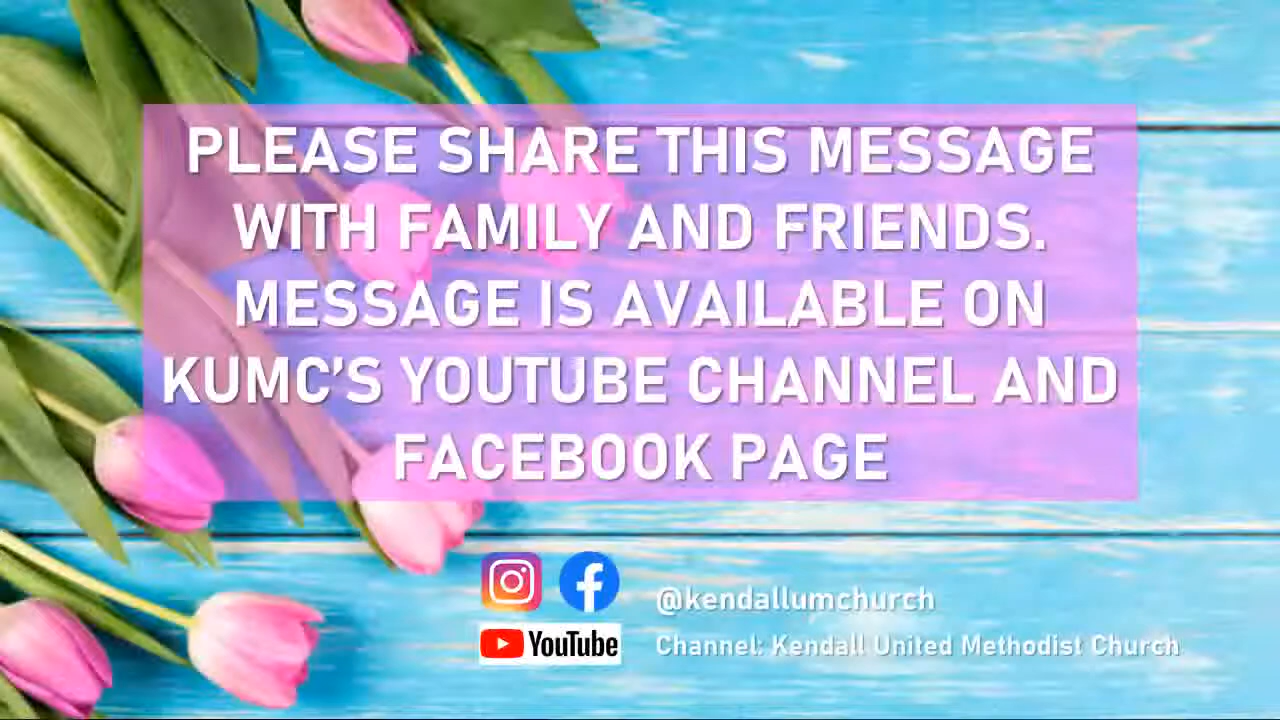 PLEASE SHARE THIS MESSAGE
WITH FAMILY AND FRIENDS.
MESSAGE IS AVAILABLE ON
KUMC'S YOUTUBE CHANNEL AND
FACEBOOK PAGE
@kendallumchurch
YouTube
Channel: Kendall United Methodist Church